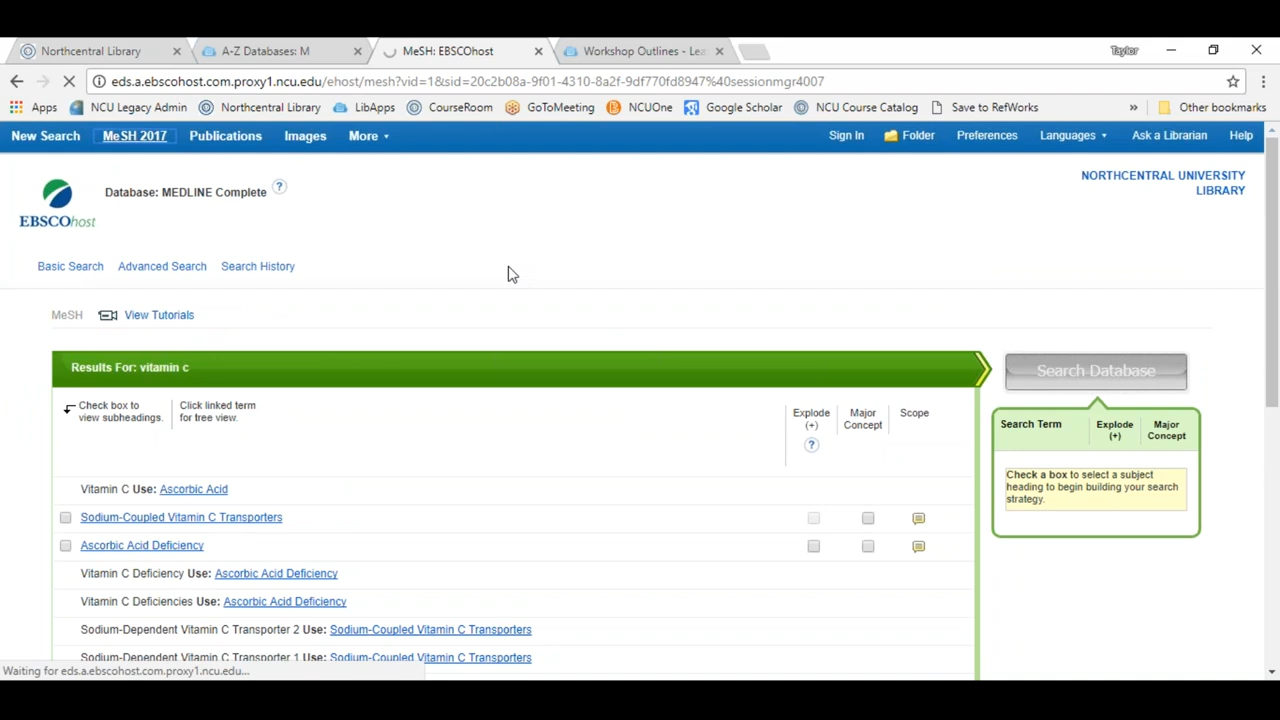 Northcentral Library
A-Z Databases: M
MeSH: EBSCOhost
Workshop Outlines - Lea
Taylor
eds.a.ebscohost.com.proxy1.ncu.edu/ehost/mesh?vid=1&sid=20c2b08a-9f01-4310-8a2f-9df770fd8947%40sessionmgr4007
Apps NCU Legacy Admin Northcentral Library LibApps CourseRoom GoToMeeting NCUOne Google Scholar NCU Course Catalog Save to RefWorks » Other bookmarks
New Search MeSH 2017 Publications Images More Sign In Folder Preferences Languages Ask a Librarian Help
NORTHCENTRAL UNIVERSITY
LIBRARY
Database: MEDLINE Complete ?
EBSCOhost
Basic Search Advanced Search Search History
MeSH View Tutorials
Results For: vitamin c
Search Database
Check box to
view subheadings.
Click linked term
for tree view.
Explode
(+)
?
Major
Concept
Scope
Search Term
Explode
(+)
Major
Concept
Check a box to select a subject
heading to begin building your search
strategy.
Vitamin C Use: Ascorbic Acid
Sodium-Coupled Vitamin C Transporters
Ascorbic Acid Deficiency
Vitamin C Deficiency Use: Ascorbic Acid Deficiency
Vitamin C Deficiencies Use: Ascorbic Acid Deficiency
Sodium-Dependent Vitamin C Transporter 2 Use: Sodium-Coupled Vitamin C Transporters
Sodium-Dependent Vitamin C Transporter 1 Use: Sodium-Coupled Vitamin C Transporters
Waiting for eds.a.ebscohost.com.proxy1.ncu.edu...